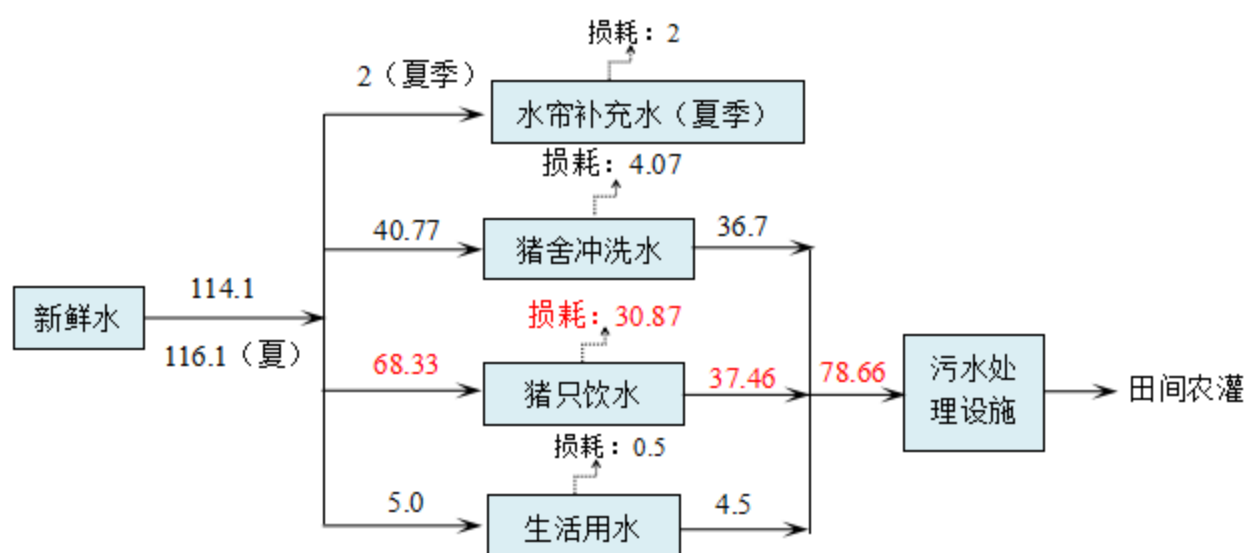 损耗：2
2（夏季）
水帘补充水（夏季）
损耗：4.07
40.77
猪舍冲洗水
36.7
新鲜水
114.1
116.1（夏）
损耗：30.87
68.33
猪只饮水
37.46
78.66
污水处
理设施
田间农灌
损耗：0.5
5.0
生活用水
4.5